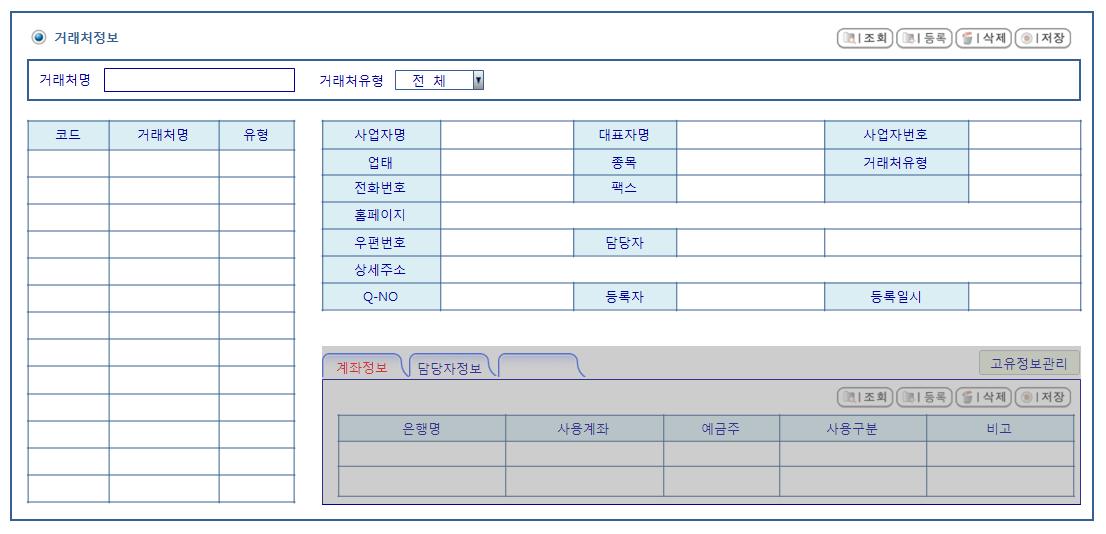 거래처정보 조회 등록 삭제 저장
거래처명 거래처유형 전 체
코드 거래처명 유형
사업자명 대표자명 사업자번호
업태 종목 거래처유형
전화번호 팩스
홈페이지
우편번호 담당자
상세주소
Q-NO 등록자 등록일시
계좌정보 담당자정보 고유정보관리
조회 등록 삭제 저장
은행명 사용계좌 예금주 사용구분 비고